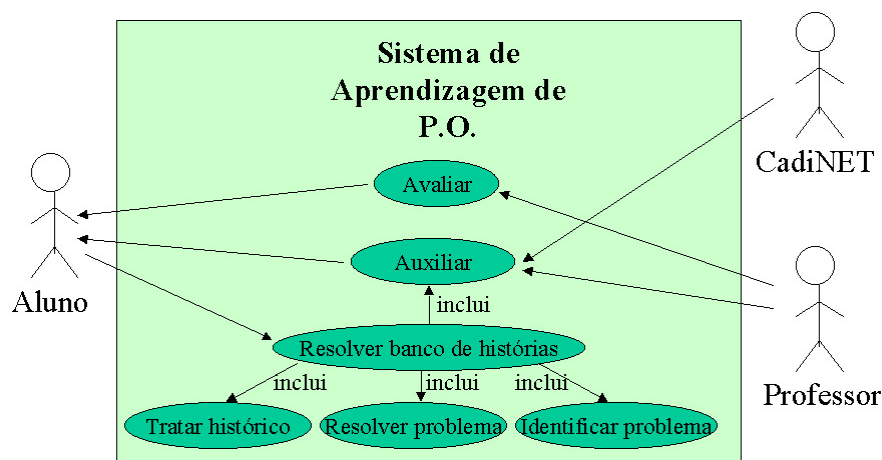 Sistema de
Aprendizagem de
P.O.
CadiNET
Avaliar
Auxiliar
Aluno
inclui
Resolver banco de histórias
inclui
inclui
inclui
Professor
Tratar histórico
Resolver problema
Identificar problema